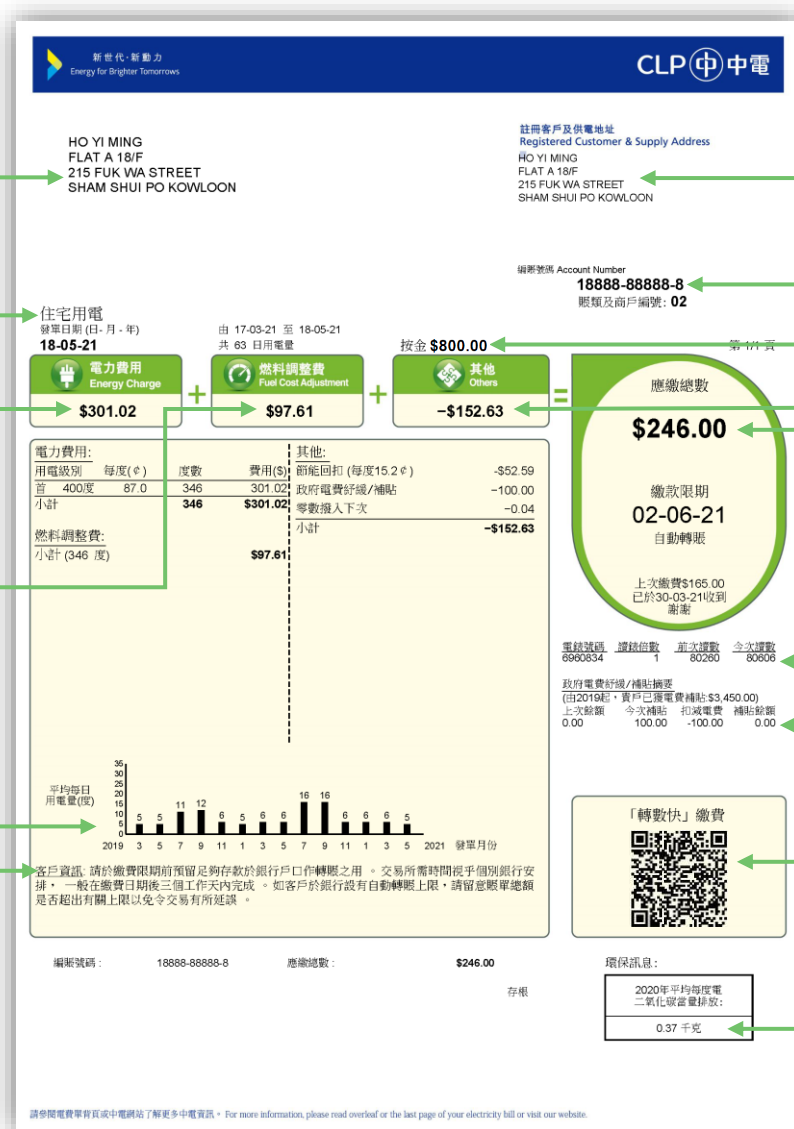 新世代·新動力
Energy for Brighter Tomorrows
CLP 中 中電
HO YI MING
FLAT A 18/F
215 FUK WA STREET
SHAM SHUI PO KOWLOON
註冊客戶及供電地址
Registered Customer & Supply Address
HO YI MING
FLAT A 18/F
215 FUK WA STREET
SHAM SHUI PO KOWLOON
編賬號碼 Account Number
18888-88888-8
賬類及商戶編號: 02
住宅用電
發單日期 (日- 月 - 年)
18-05-21
由 17-03-21 至 18-05-21
共 63 日用電量
按金 $800.00
第 1/1 頁
電力費用
Energy Charge
$301.02
+
燃料調整費
Fuel Cost Adjustment
$97.61
+
其他
Others
−$152.63
=
應繳總數
$246.00
繳款限期
02-06-21
自動轉賬
上次繳費$165.00
已於30-03-21收到
謝謝
電力費用:
用電級別 每度(¢) 度數 費用($)
首 400度 87.0 346 301.02
小計 346 $301.02
燃料調整費:
小計 (346 度) $97.61
其他:
節能回扣 (每度15.2 ¢) -$52.59
政府電費紓緩/補貼 −100.00
零數撥入下次 −0.04
小計 −$152.63
電錶號碼 讀錶倍數 前次讀數 今次讀數
6960834 1 80260 80606
政府電費紓緩/補貼摘要
(由2019起，貴戶已獲電費補貼:$3,450.00)
上次餘額 今次補貼 扣減電費 補貼餘額
0.00 100.00 -100.00 0.00
平均每日
用電量(度)
35
30
25
20
15
10
5
0
5 5 11 12 6 5 6 6 16 16 6 6 6 5
2019 3 5 7 9 11 1 3 5 7 9 11 1 3 5 2021 發單月份
客戶資訊: 請於繳費限期前預留足夠存款於銀行戶口作轉賬之用 。 交易所需時間視乎個別銀行安
排， 一般在繳費日期後三個工作天內完成 。 如客戶於銀行設有自動轉賬上限，請留意賬單總額
是否超出有關上限以免令交易有所延誤 。
「轉數快」繳費
編賬號碼 : 18888-88888-8 應繳總數 : $246.00
存根
環保訊息:
2020年平均每度電
二氧化碳當量排放:
0.37 千克
請參閱電費單背頁或中電網站了解更多中電資訊。 For more information, please read overleaf or the last page of your electricity bill or visit our website.